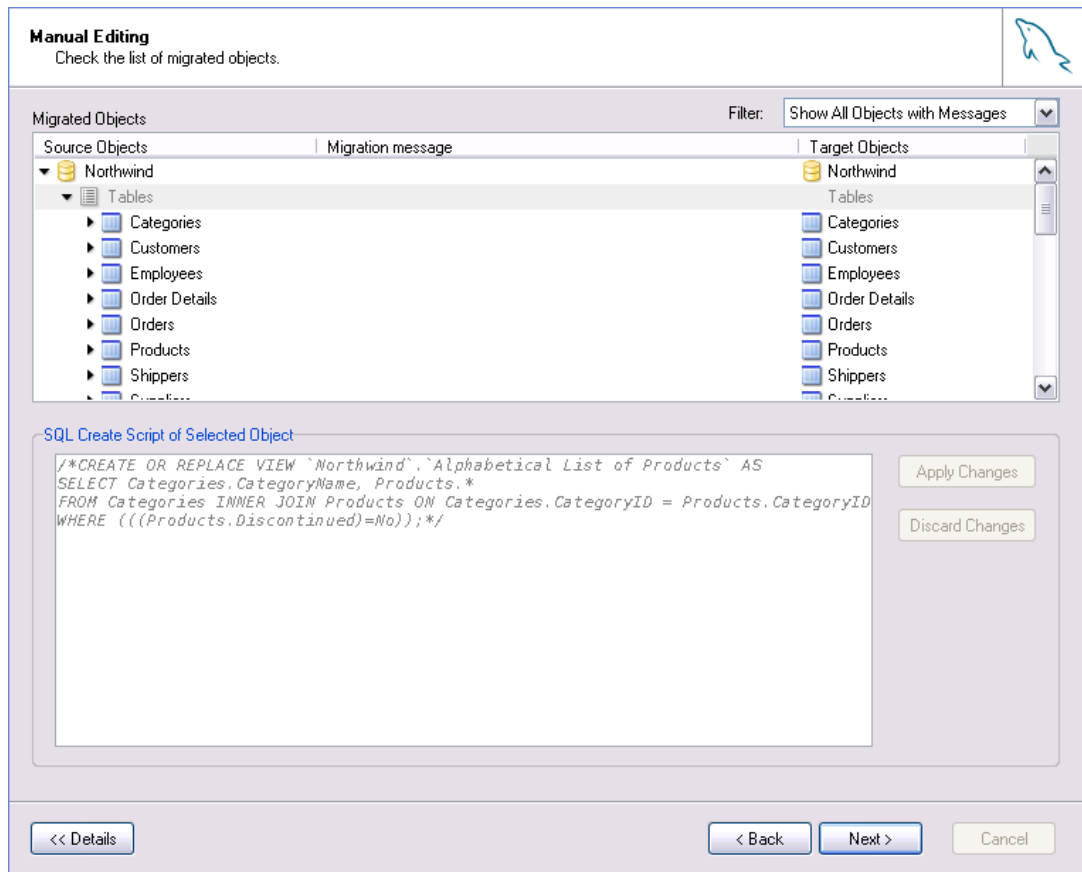 Manual Editing
Check the list of migrated objects.
Migrated Objects
Filter: Show All Objects with Messages
Source Objects Migration message Target Objects
Northwind Northwind
Tables Tables
Categories Categories
Customers Customers
Employees Employees
Order Details Order Details
Orders Orders
Products Products
Shippers Shippers
SQL Create Script of Selected Object
/*CREATE OR REPLACE VIEW `Northwind`.`Alphabetical List of Products` AS
SELECT Categories.CategoryName, Products.*
FROM Categories INNER JOIN Products ON Categories.CategoryID = Products.CategoryID
WHERE (((Products.Discontinued)=No));*/
Apply Changes
Discard Changes
<< Details
< Back
Next >
Cancel